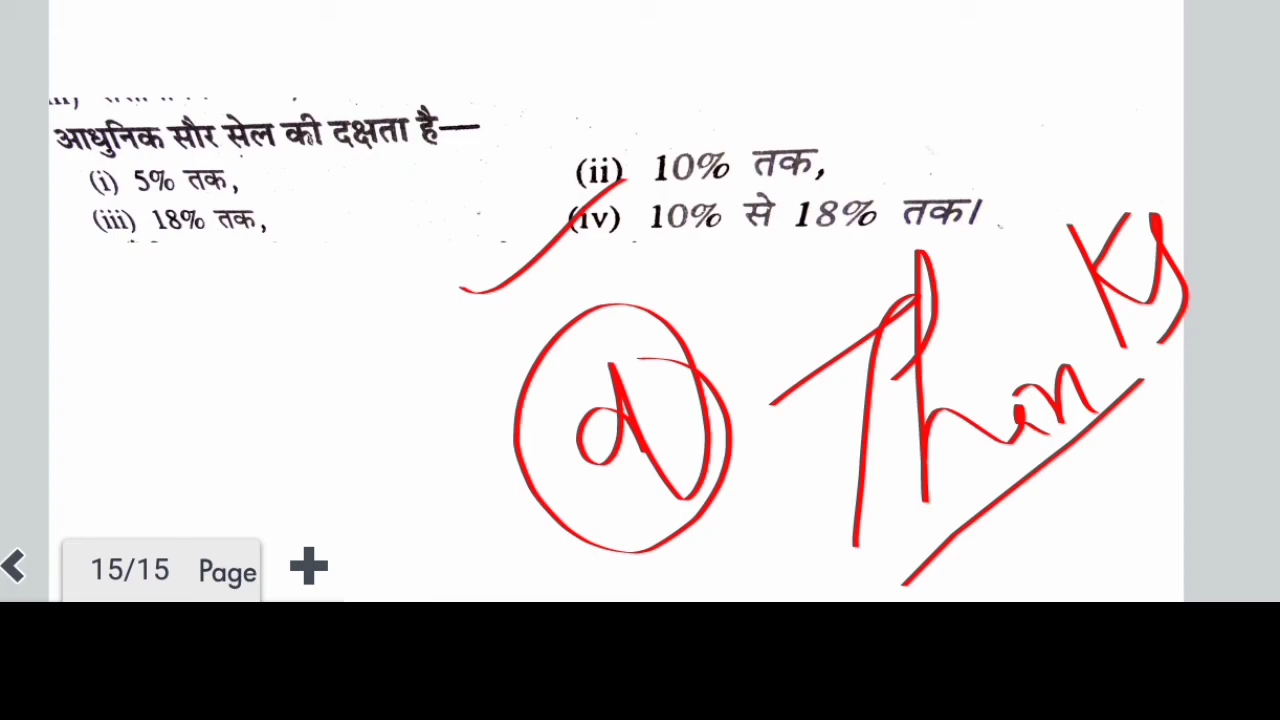 आधुनिक सौर सेल की दक्षता है—
(i) 5% तक,
(ii) 10% तक,
(iii) 18% तक,
(iv) 10% से 18% तक।
Thanks
15/15 Page